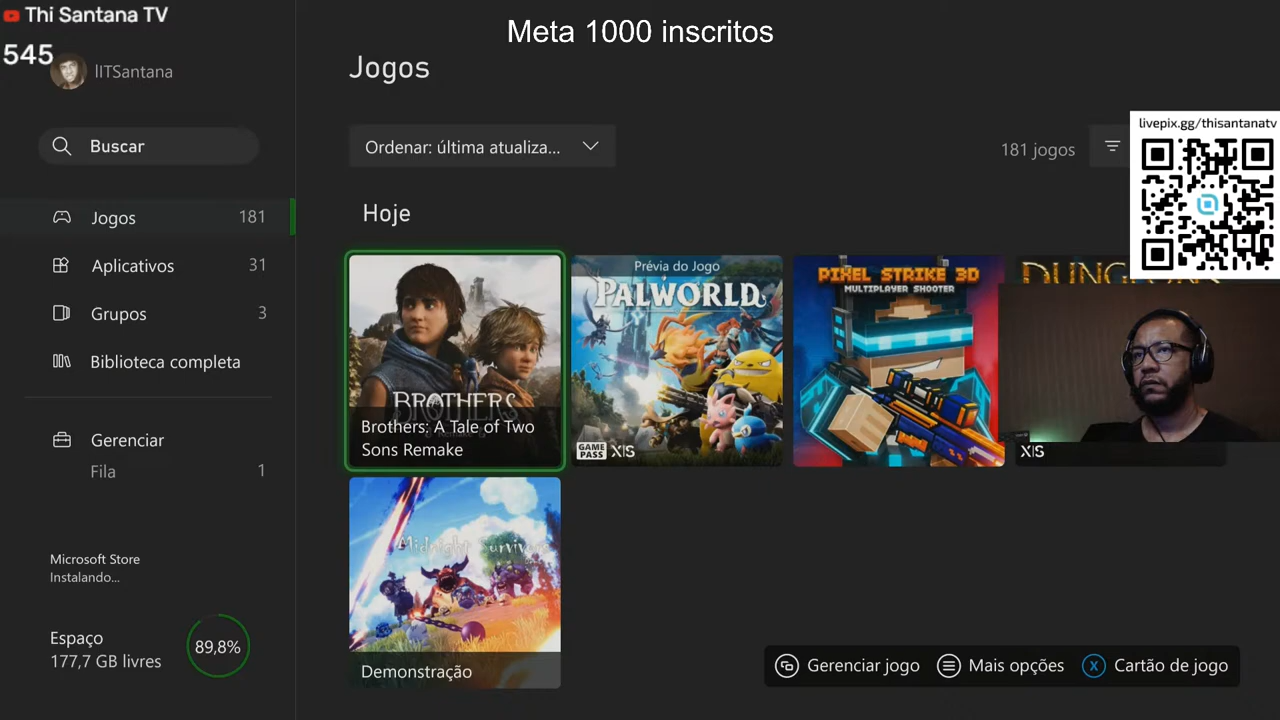 Thi Santana TV
Meta 1000 inscritos
545
lITSantana
Jogos
Buscar
Ordenar: última atualiza...
181 jogos
livepix.gg/thisantanatv
Jogos 181
Hoje
Aplicativos 31
Grupos 3
Biblioteca completa
Prévia do Jogo
PALWORLD
PIXEL STRIKE 3D
MULTIPLAYER SHOOTER
BROTHERS
Brothers: A Tale of Two
Sons Remake
GAME
PASS
X|S
X|S
Gerenciar
Fila 1
Midnight Survivors
Microsoft Store
Instalando...
Espaço
177,7 GB livres
89,8%
Demonstração
Gerenciar jogo
Mais opções
X Cartão de jogo